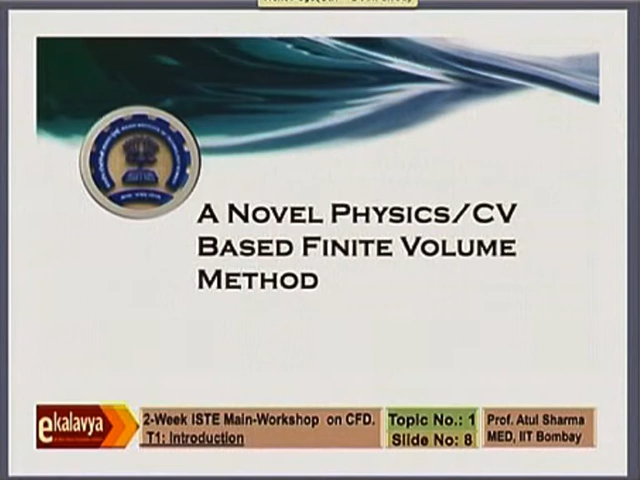 A NOVEL PHYSICS/CV
BASED FINITE VOLUME
METHOD
ekalavya
2-Week ISTE Main-Workshop on CFD.
T1: Introduction
Topic No.: 1
Slide No: 8
Prof. Atul Sharma
MED, IIT Bombay